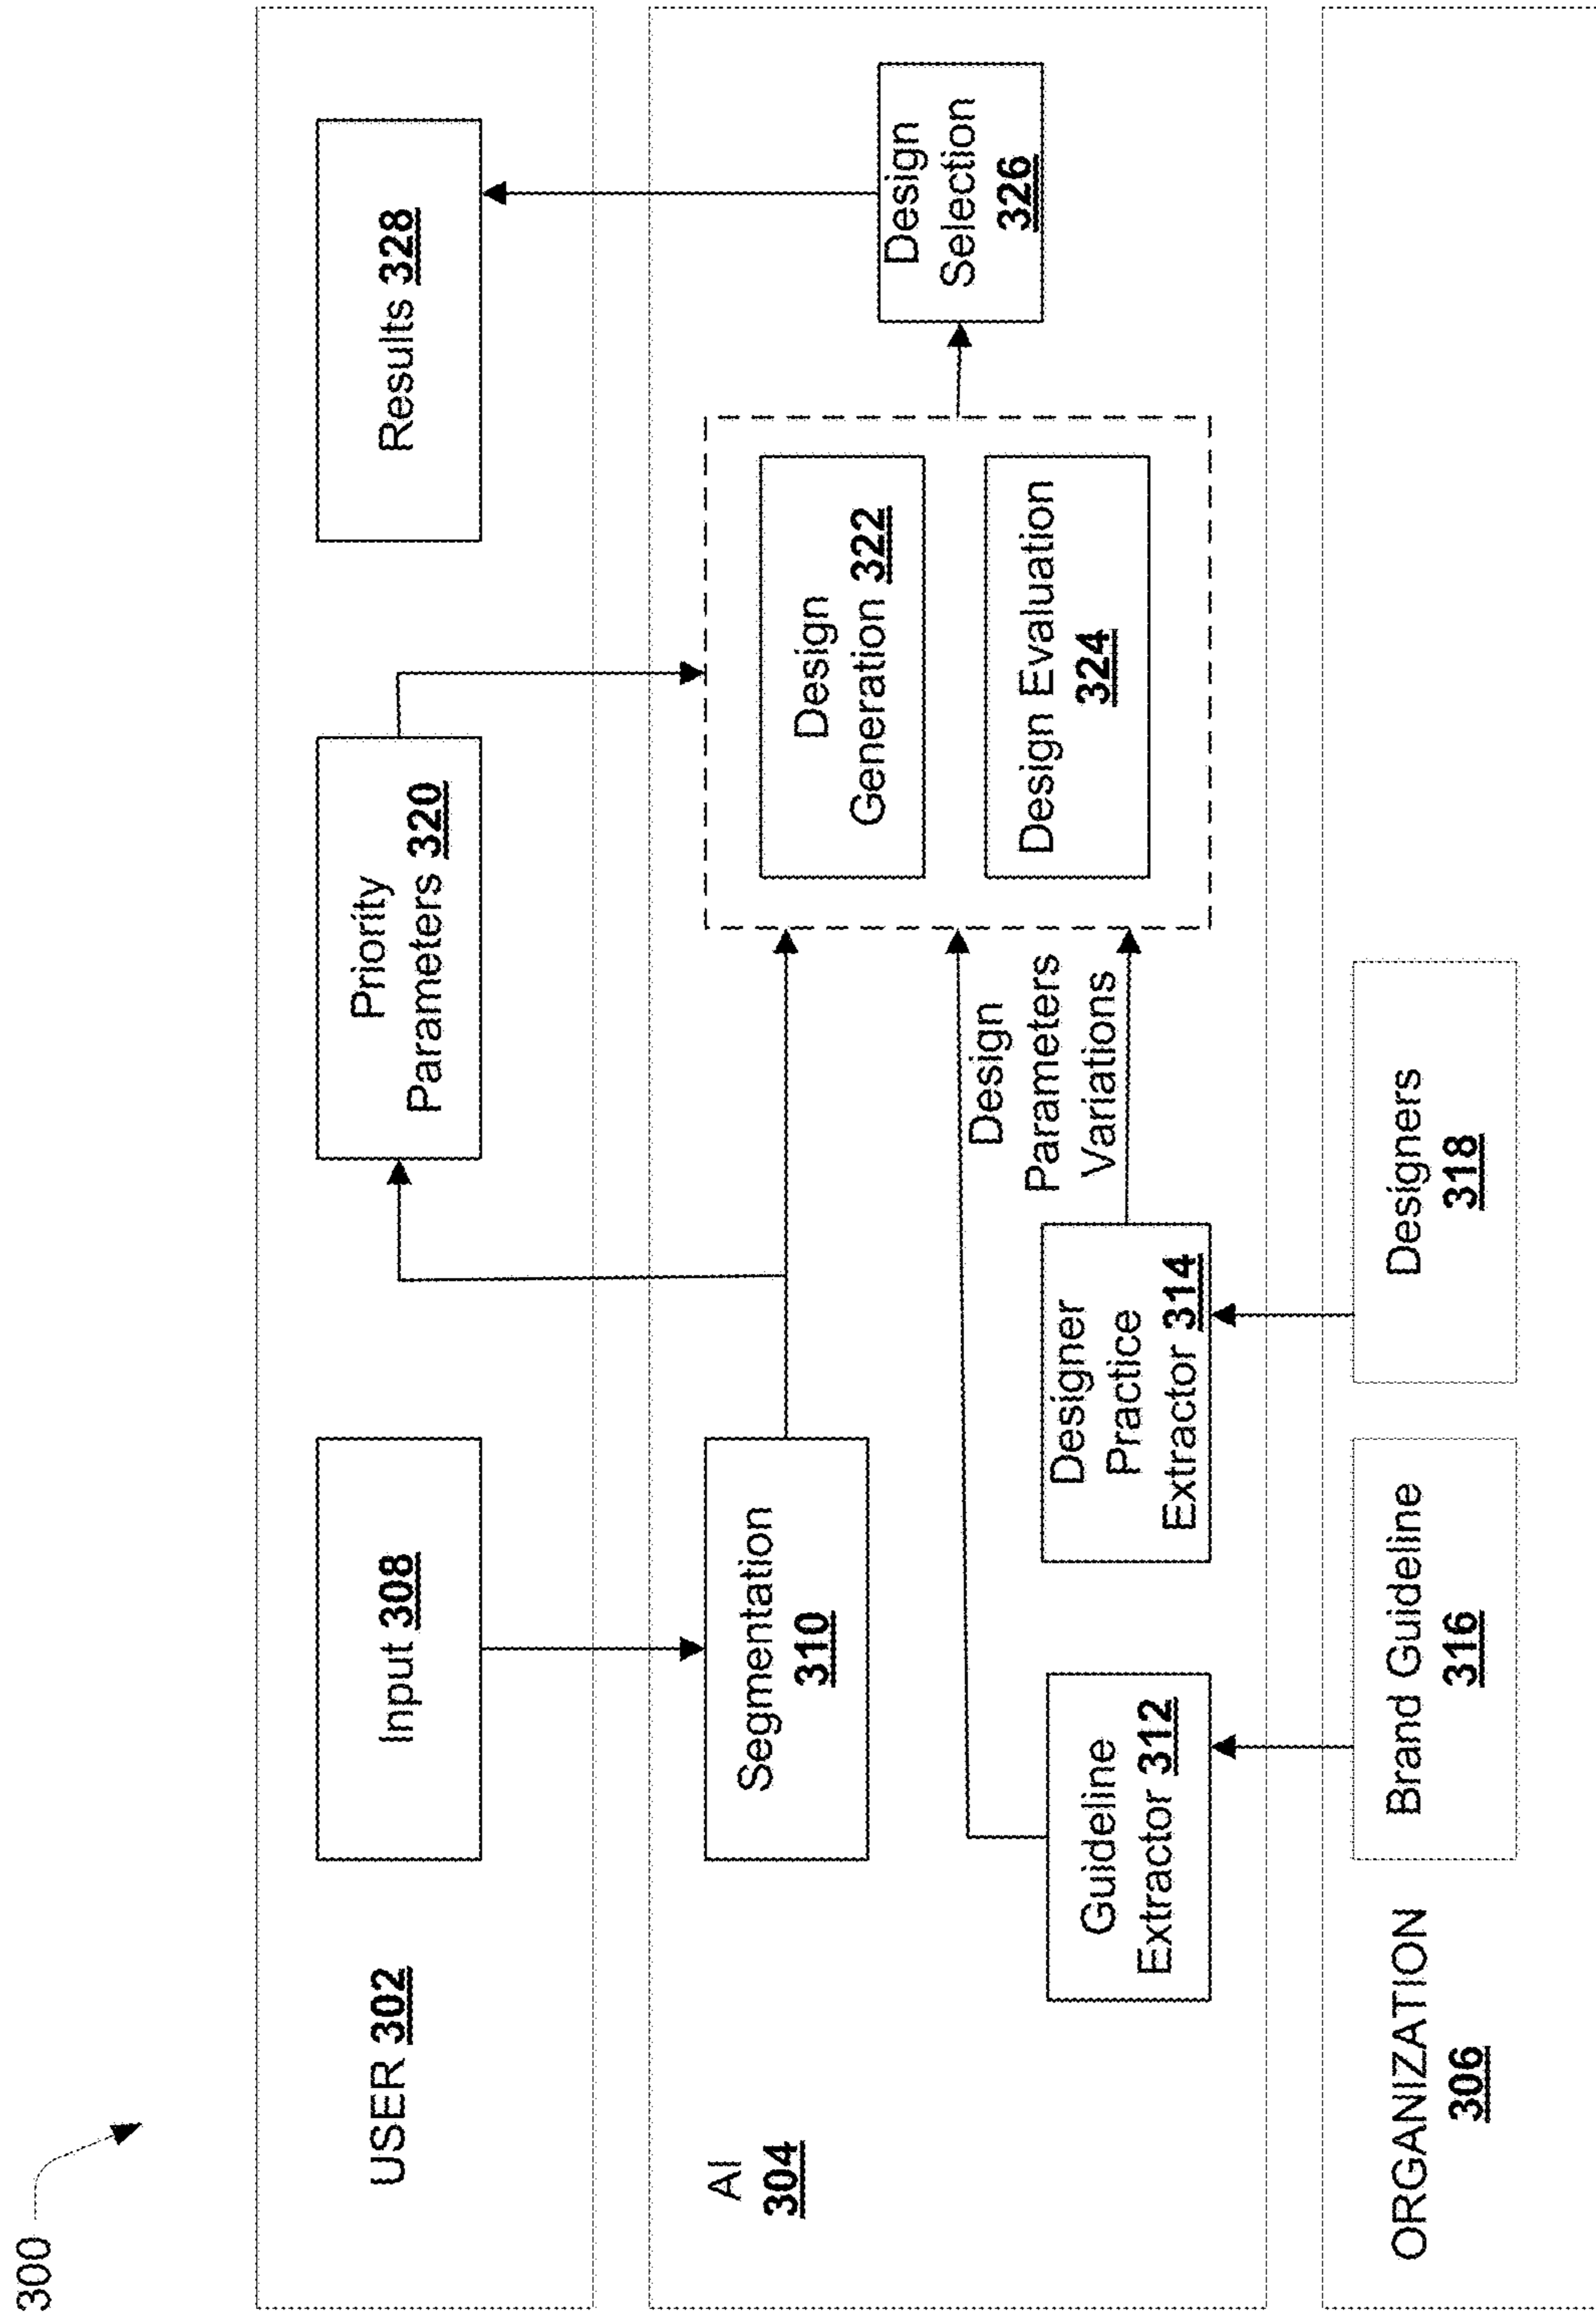 300
USER 302
Input 308
Priority
Parameters 320
Results 328
AI
304
Segmentation
310
Guideline
Extractor 312
Designer
Practice
Extractor 314
Design
Parameters
Variations
Design
Generation 322
Design Evaluation
324
Design
Selection
326
ORGANIZATION
306
Brand Guideline
316
Designers
318